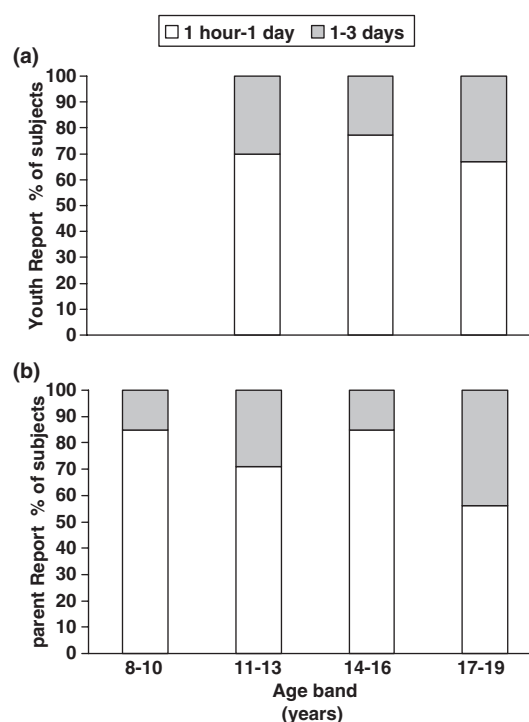 1 hour-1 day 1-3 days
(a)
Youth Report % of subjects
100
90
80
70
60
50
40
30
20
10
0
(b)
parent Report % of subjects
100
90
80
70
60
50
40
30
20
10
0
8-10 11-13 14-16 17-19
Age band
(years)